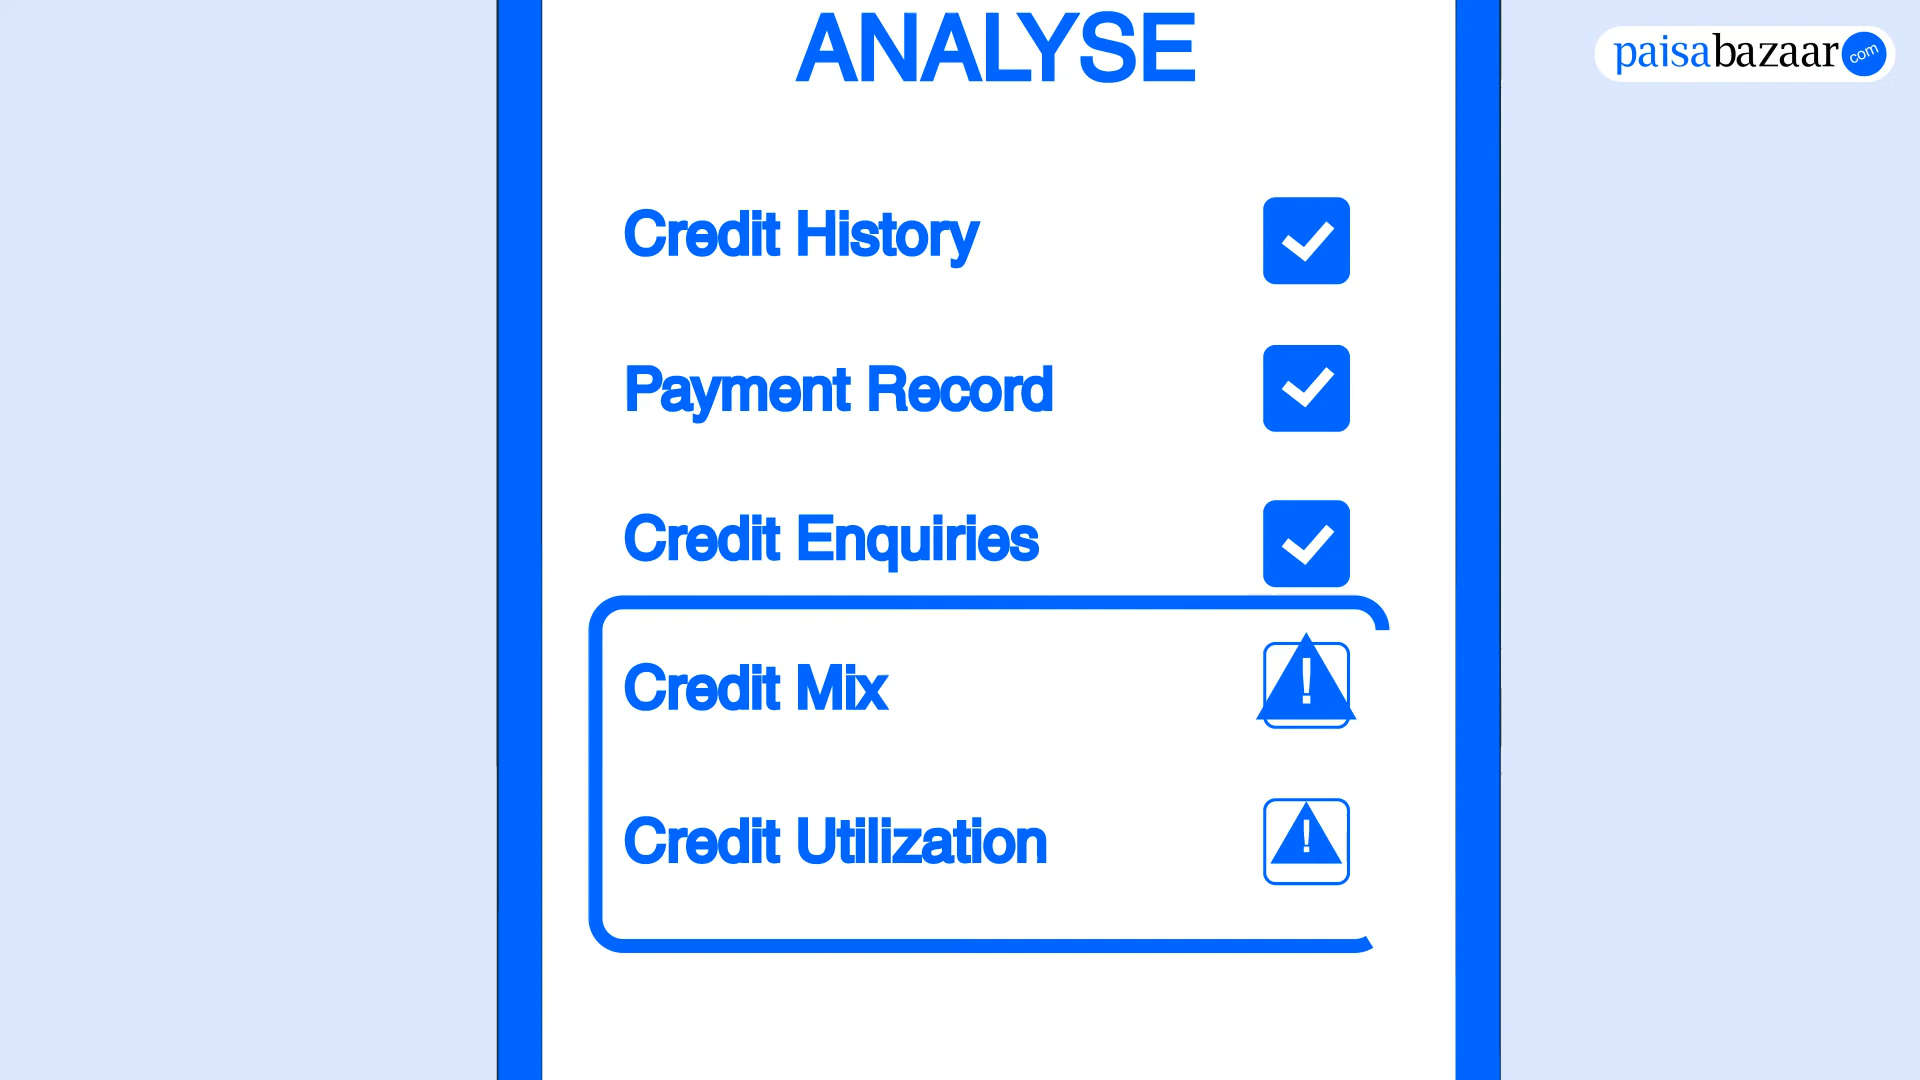 ANALYSE
paisabazaar.com
Credit History
Payment Record
Credit Enquiries
Credit Mix
Credit Utilization